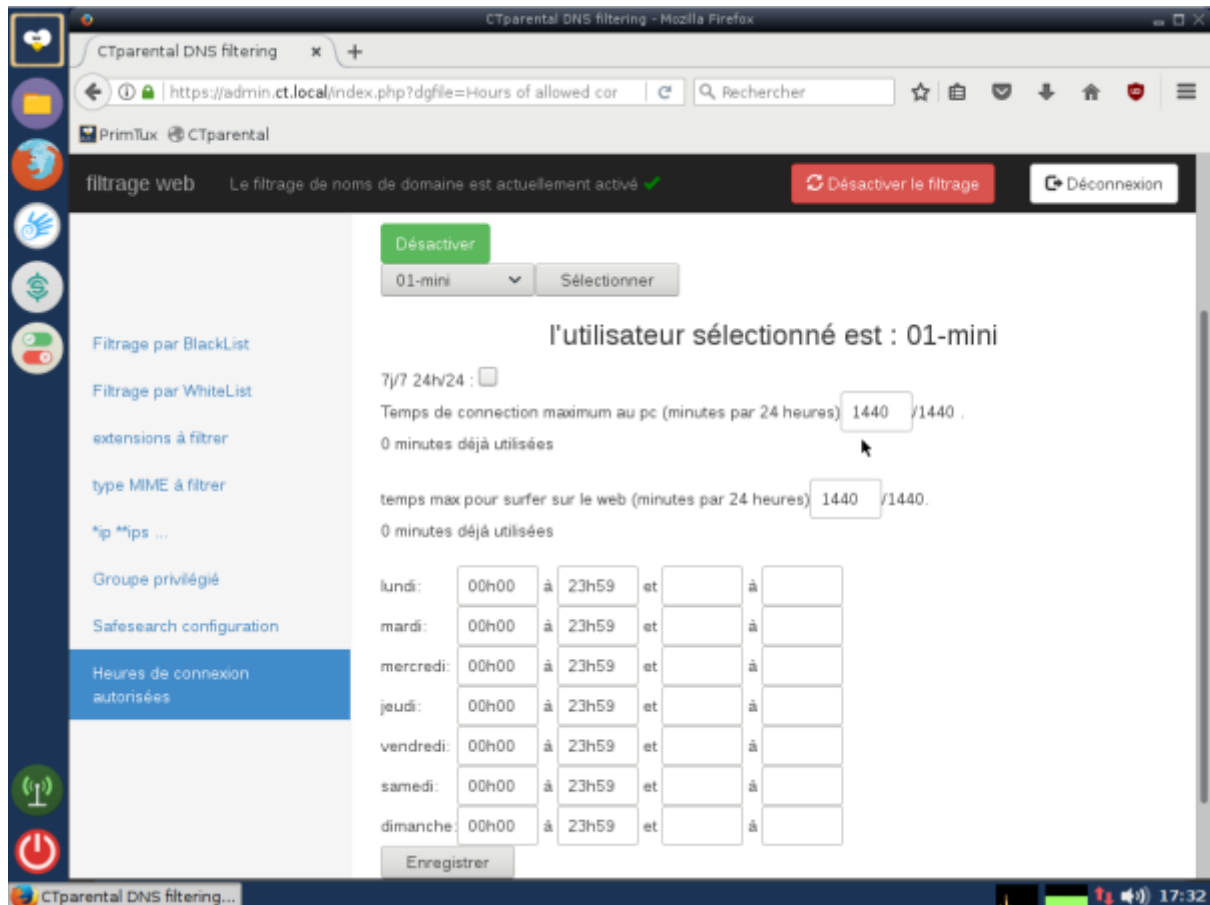 CTparental DNS filtering - Mozilla Firefox
CTparental DNS filtering
https://admin.ct.local/index.php?dgfile=Hours of allowed cor
Rechercher
PrimTux CTparental
filtrage web Le filtrage de noms de domaine est actuellement activé Désactiver le filtrage Déconnexion
Désactiver
01-mini Sélectionner
l'utilisateur sélectionné est : 01-mini
7j/7 24h/24 :
Temps de connection maximum au pc (minutes par 24 heures) 1440 /1440 .
0 minutes déjà utilisées
temps max pour surfer sur le web (minutes par 24 heures) 1440 /1440.
0 minutes déjà utilisées
lundi: 00h00 à 23h59 et à
mardi: 00h00 à 23h59 et à
mercredi: 00h00 à 23h59 et à
jeudi: 00h00 à 23h59 et à
vendredi: 00h00 à 23h59 et à
samedi: 00h00 à 23h59 et à
dimanche: 00h00 à 23h59 et à
Enregistrer
Filtrage par BlackList
Filtrage par WhiteList
extensions à filtrer
type MIME à filtrer
*ip **ips ...
Groupe privilégié
Safesearch configuration
Heures de connexion
autorisées
CTparental DNS filtering...
17:32